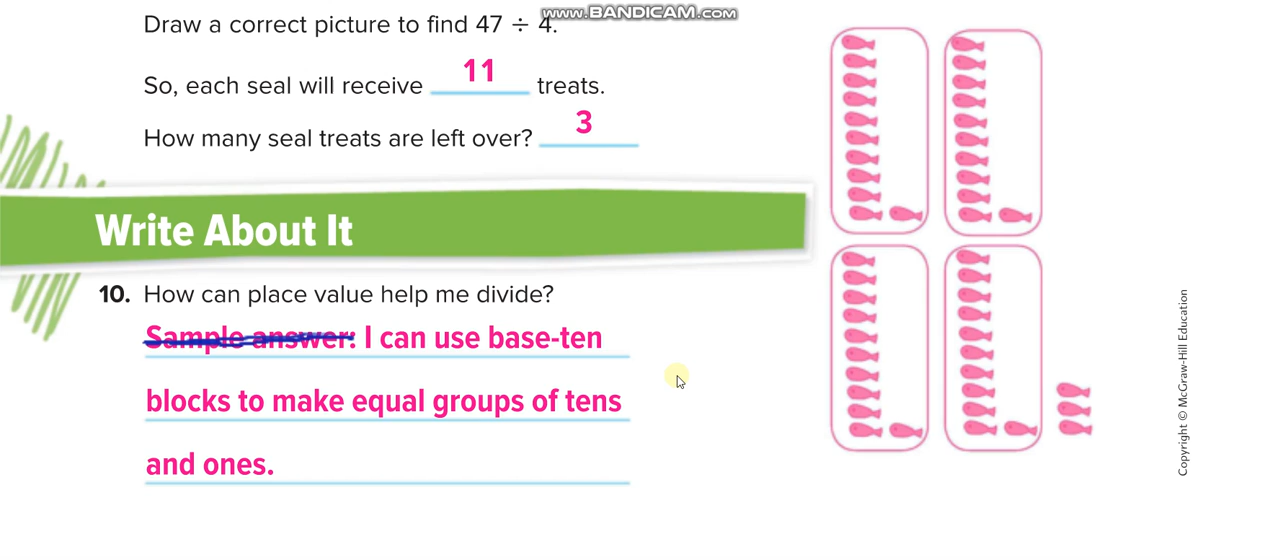 www.BANDICAM.com
Draw a correct picture to find 47 ÷ 4.
So, each seal will receive 11 treats.
How many seal treats are left over? 3
Write About It
10. How can place value help me divide?
Sample answer: I can use base-ten
blocks to make equal groups of tens
and ones.
Copyright © McGraw-Hill Education